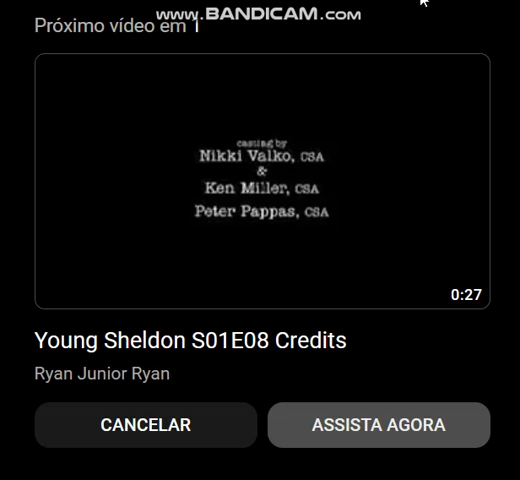 www.BANDICAM.com
Próximo vídeo em 1
casting by
Nikki Valko, CSA
&
Ken Miller, CSA
Peter Pappas, CSA
0:27
Young Sheldon S01E08 Credits
Ryan Junior Ryan
CANCELAR
ASSISTA AGORA